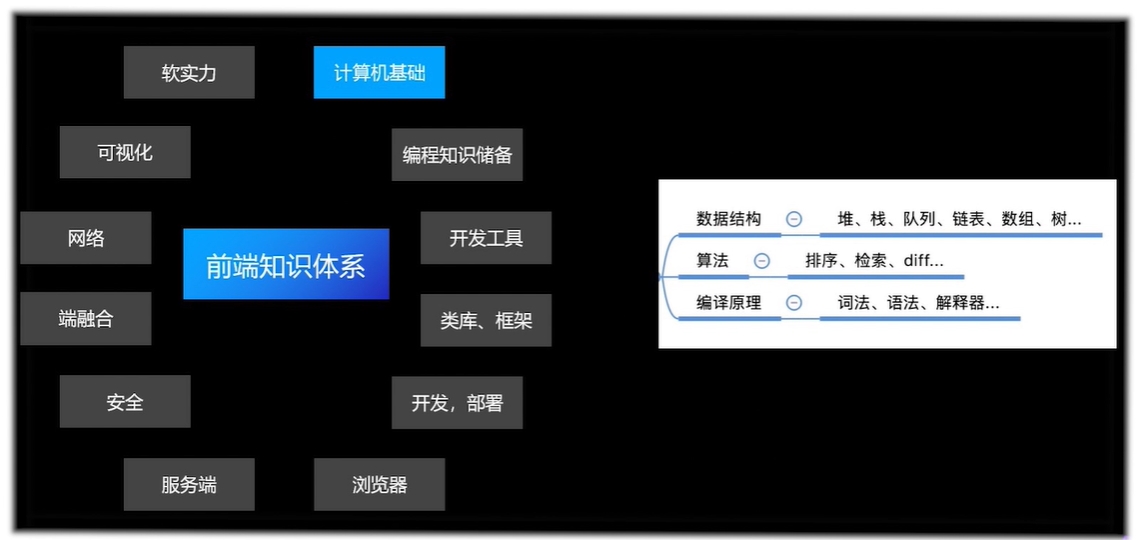 软实力
计算机基础
可视化
编程知识储备
网络
前端知识体系
开发工具
端融合
类库、框架
安全
开发，部署
服务端
浏览器
数据结构
堆、栈、队列、链表、数组、树...
算法
排序、检索、diff...
编译原理
词法、语法、解释器...